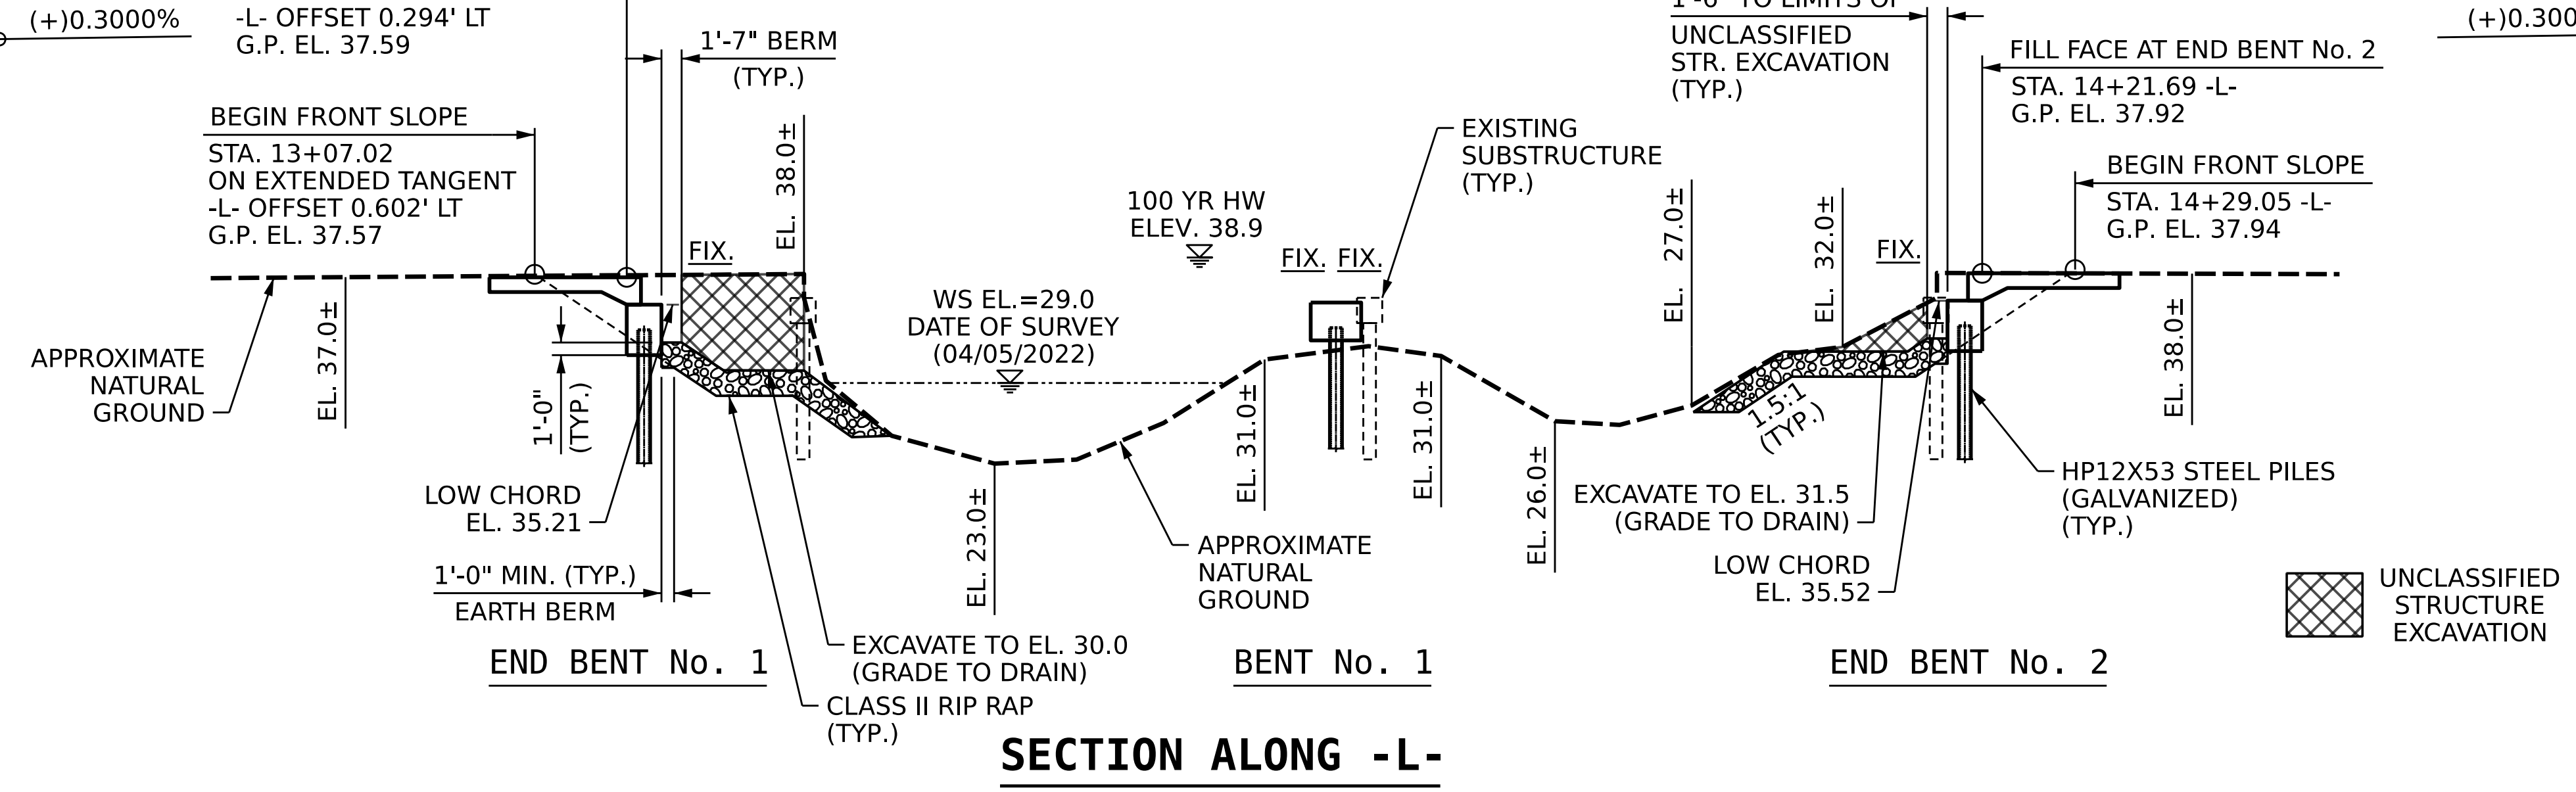 (+)0.3000%
-L- OFFSET 0.294' LT
G.P. EL. 37.59
1'-7" BERM
(TYP.)
UNCLASSIFIED
STR. EXCAVATION
(TYP.)
(+)0.300
FILL FACE AT END BENT No. 2
STA. 14+21.69 -L-
G.P. EL. 37.92
BEGIN FRONT SLOPE
STA. 13+07.02
ON EXTENDED TANGENT
-L- OFFSET 0.602' LT
G.P. EL. 37.57
EL. 38.0±
FIX.
100 YR HW
ELEV. 38.9
EXISTING
SUBSTRUCTURE
(TYP.)
FIX. FIX.
EL. 27.0±
EL. 32.0±
FIX.
BEGIN FRONT SLOPE
STA. 14+29.05 -L-
G.P. EL. 37.94
APPROXIMATE
NATURAL
GROUND
EL. 37.0±
WS EL.=29.0
DATE OF SURVEY
(04/05/2022)
1'-0"
(TYP.)
LOW CHORD
EL. 35.21
1'-0" MIN. (TYP.)
EARTH BERM
EL. 23.0±
EL. 31.0±
EL. 31.0±
EL. 26.0±
1.5:1
(TYP.)
EL. 38.0±
APPROXIMATE
NATURAL
GROUND
EXCAVATE TO EL. 31.5
(GRADE TO DRAIN)
LOW CHORD
EL. 35.52
HP12X53 STEEL PILES
(GALVANIZED)
(TYP.)
UNCLASSIFIED
STRUCTURE
EXCAVATION
EXCAVATE TO EL. 30.0
(GRADE TO DRAIN)
CLASS II RIP RAP
(TYP.)
END BENT No. 1
BENT No. 1
END BENT No. 2
SECTION ALONG -L-